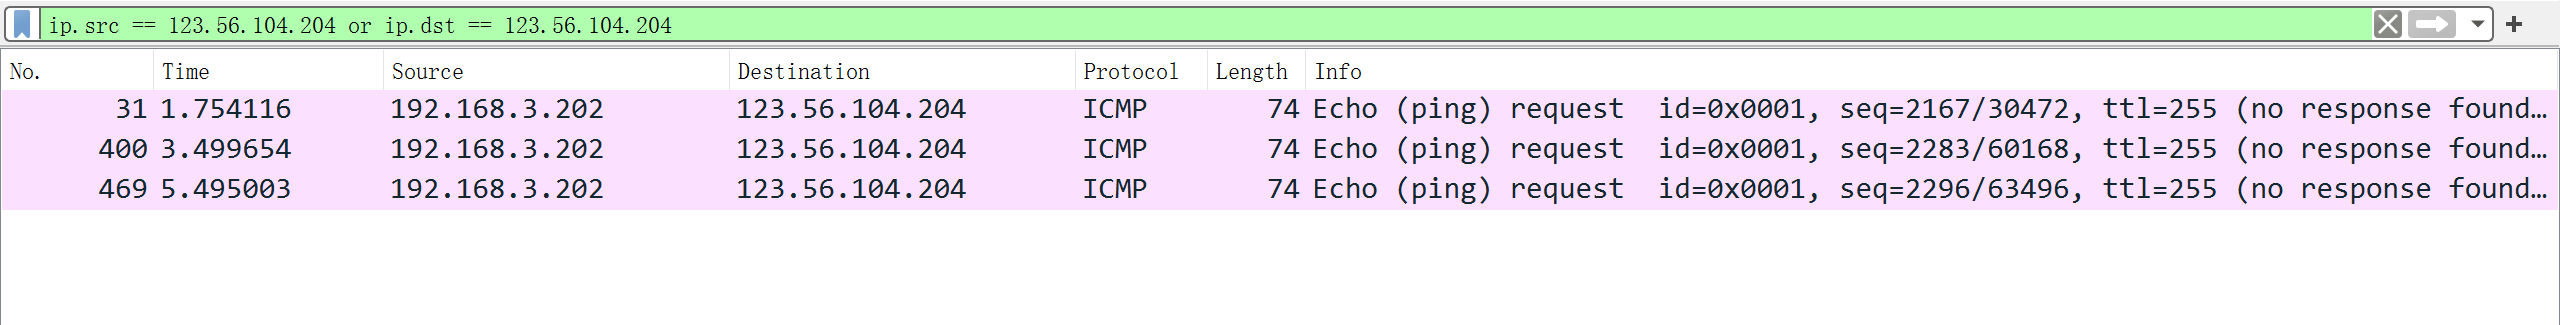 ip.src == 123.56.104.204 or ip.dst == 123.56.104.204
No. Time Source Destination Protocol Length Info
31 1.754116 192.168.3.202 123.56.104.204 ICMP 74 Echo (ping) request id=0x0001, seq=2167/30472, ttl=255 (no response found…
400 3.499654 192.168.3.202 123.56.104.204 ICMP 74 Echo (ping) request id=0x0001, seq=2283/60168, ttl=255 (no response found…
469 5.495003 192.168.3.202 123.56.104.204 ICMP 74 Echo (ping) request id=0x0001, seq=2296/63496, ttl=255 (no response found…